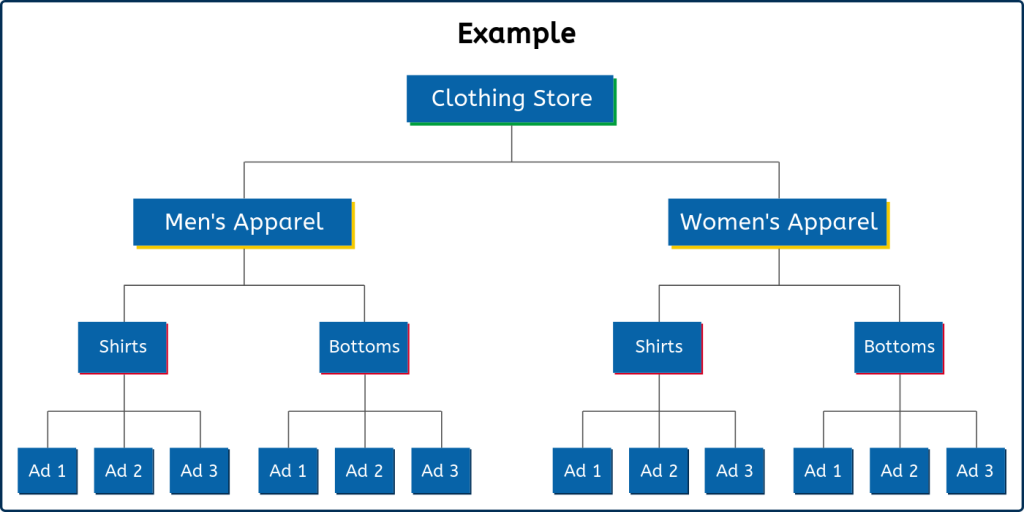 Example
Clothing Store
Men's Apparel
Women's Apparel
Shirts
Bottoms
Shirts
Bottoms
Ad 1
Ad 2
Ad 3
Ad 1
Ad 2
Ad 3
Ad 1
Ad 2
Ad 3
Ad 1
Ad 2
Ad 3